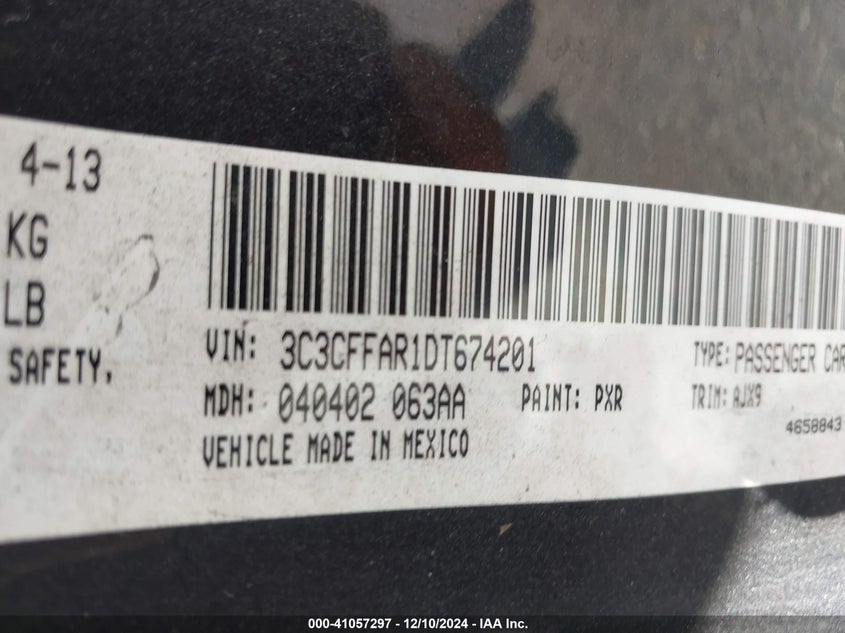 4-13
KG
LB
SAFETY,
VIN: 3C3CFFAR1DT674201
TYPE: PASSENGER CAR
MDH: 040402 063AA
PAINT: PXR
TRIM: AJX9
VEHICLE MADE IN MEXICO
4658843
000-41057297 - 12/10/2024 - IAA Inc.